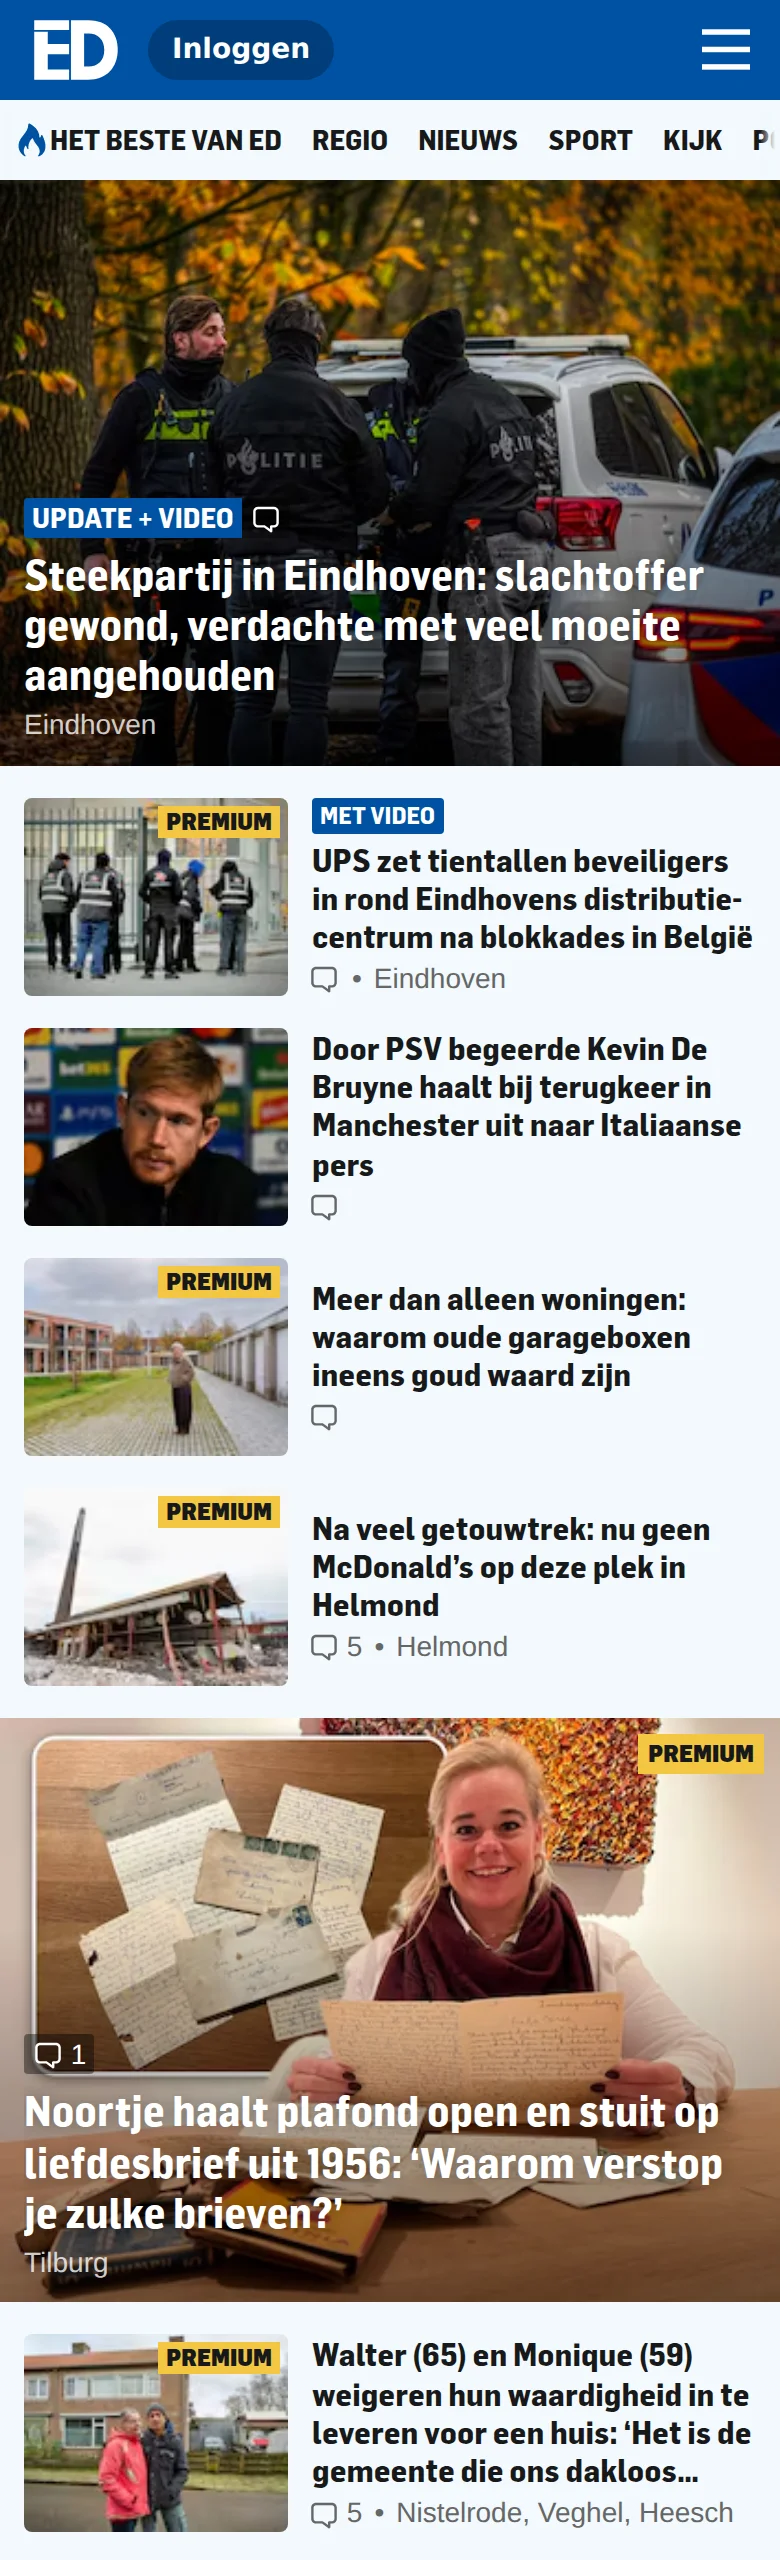 ED
Inloggen
HET BESTE VAN ED REGIO NIEUWS SPORT KIJK
POLITIE
UPDATE + VIDEO
Steekpartij in Eindhoven: slachtoffer
gewond, verdachte met veel moeite
aangehouden
Eindhoven
PREMIUM
MET VIDEO
UPS zet tientallen beveiligers
in rond Eindhovens distributie-
centrum na blokkades in België
• Eindhoven
bet365
Door PSV begeerde Kevin De
Bruyne haalt bij terugkeer in
Manchester uit naar Italiaanse
pers
PREMIUM
Meer dan alleen woningen:
waarom oude garageboxen
ineens goud waard zijn
PREMIUM
Na veel getouwtrek: nu geen
McDonald’s op deze plek in
Helmond
5 • Helmond
PREMIUM
1
Noortje haalt plafond open en stuit op
liefdesbrief uit 1956: ‘Waarom verstop
je zulke brieven?’
Tilburg
PREMIUM
Walter (65) en Monique (59)
weigeren hun waardigheid in te
leveren voor een huis: ‘Het is de
gemeente die ons dakloos...
5 • Nistelrode, Veghel, Heesch